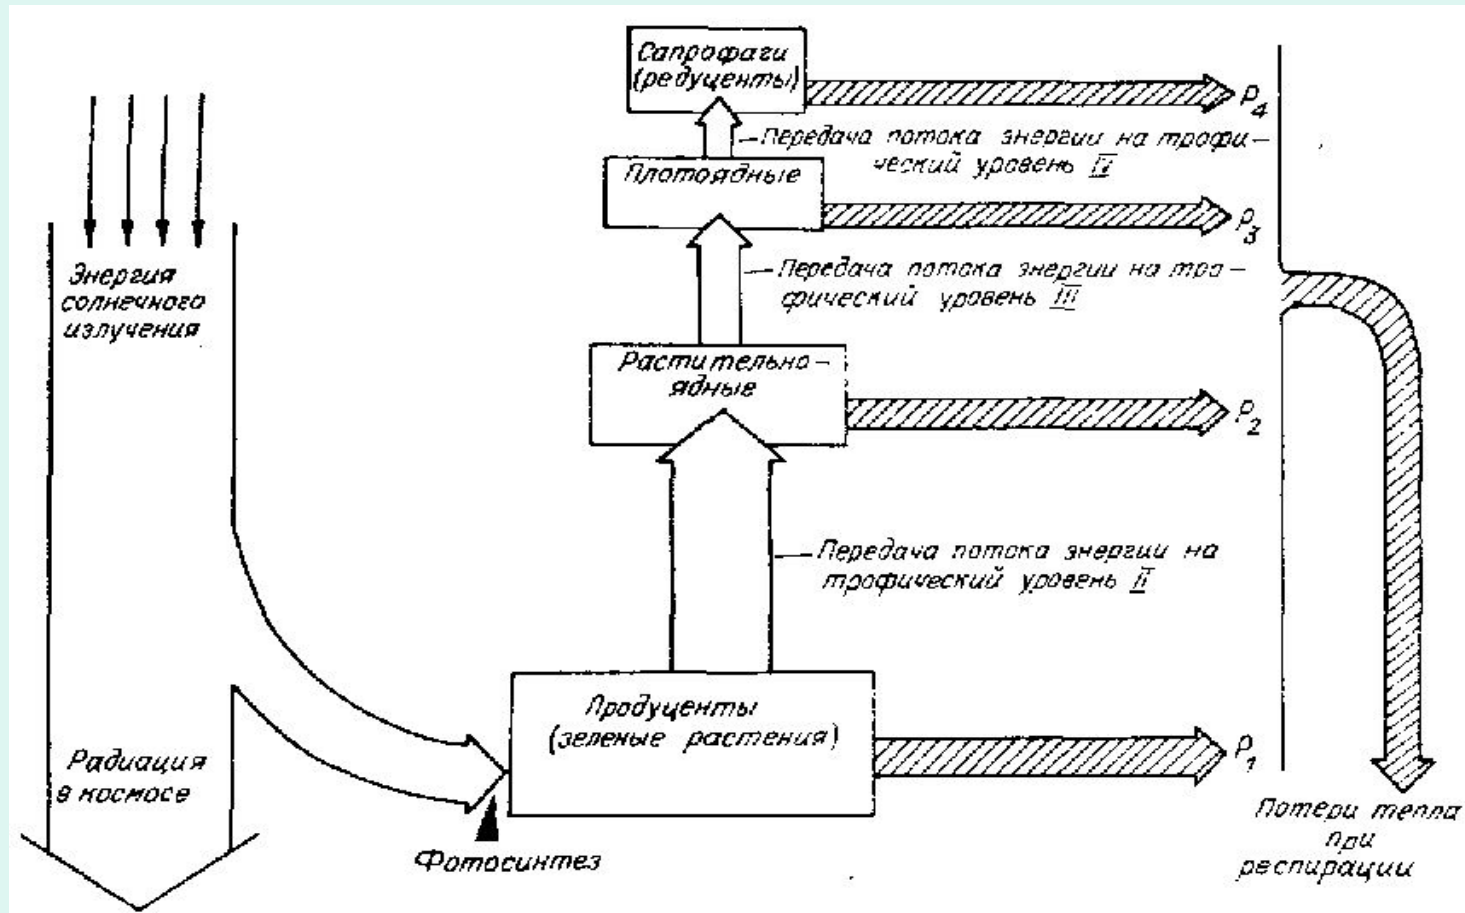 Сапрофаги
(редуценты)
P4
Передача потока энергии на трофи-
ческий уровень IV
Плотоядные
P3
Энергия
солнечного
излучения
Передача потока энергии на тро-
фический уровень III
Раститель​но-
ядные
P2
Передача потока энергии на
трофический уровень II
Продуценты
(зеленые растения)
P1
Радиация
в космосе
Фотосинтез
Потери тепла
при
респирации